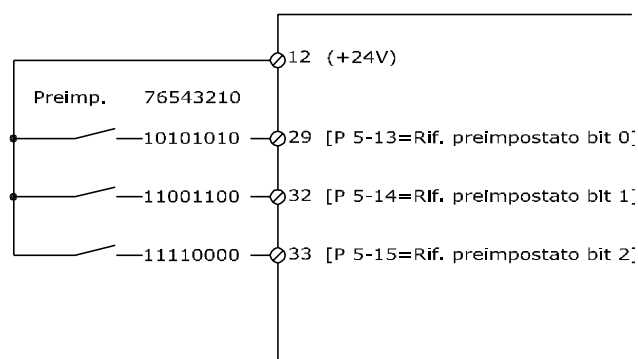 12 (+24V)
Preimp. 76543210
10101010 29 [P 5-13=Rif. preimpostato bit 0]
11001100 32 [P 5-14=Rif. preimpostato bit 1]
11110000 33 [P 5-15=Rif. preimpostato bit 2]